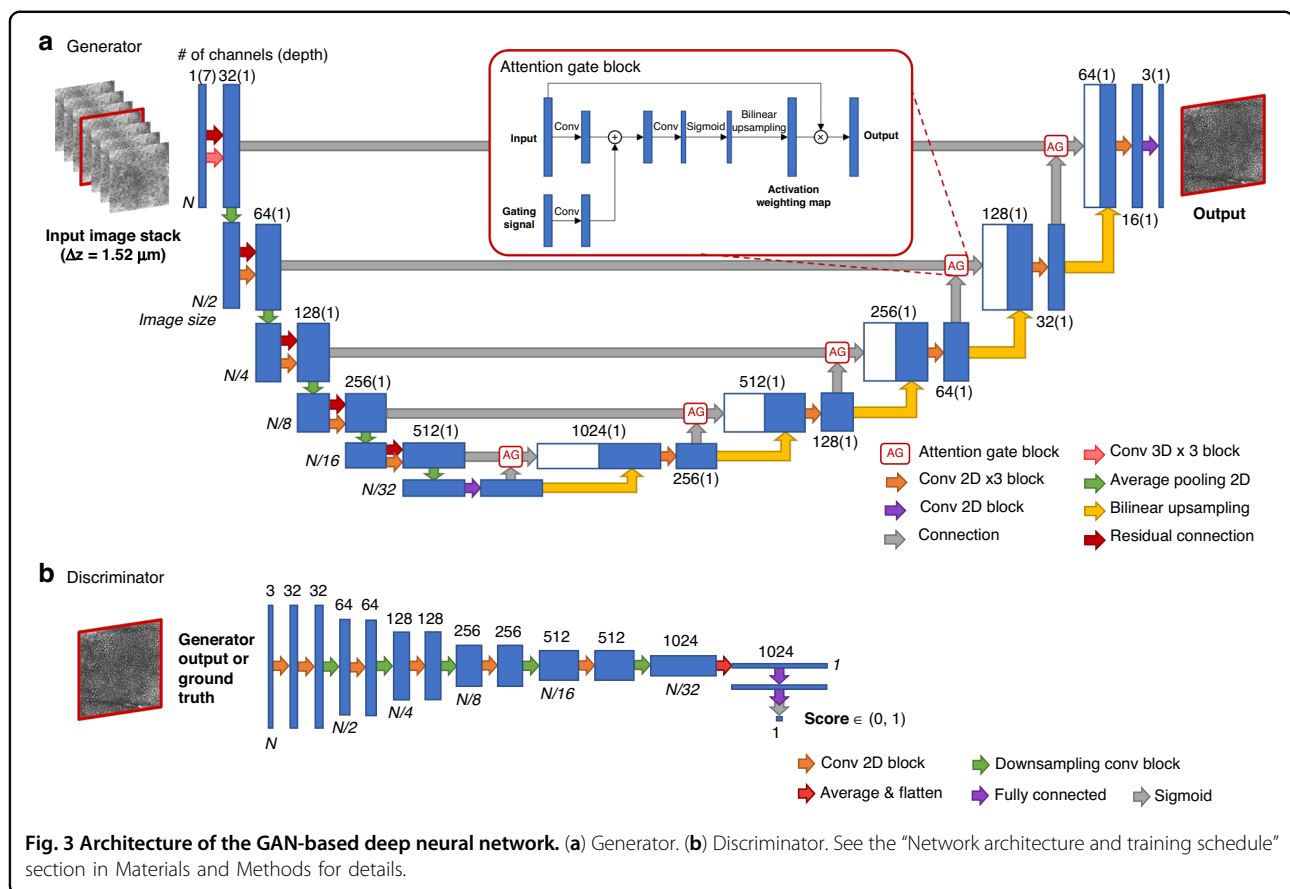 a Generator
# of channels (depth)
1(7) 32(1)
N
Input image stack
(Δz = 1.52 μm)
64(1)
N/2
Image size
128(1)
N/4
256(1)
N/8
512(1)
N/16
N/32
Attention gate block
Input
Conv
+
Conv
Sigmoid
Bilinear
upsampling
×
Output
Activation
weighting map
Gating
signal
Conv
AG
1024(1)
256(1)
AG
512(1)
128(1)
AG
256(1)
64(1)
AG
128(1)
32(1)
AG
64(1)
3(1)
16(1)
Output
AG Attention gate block
Conv 2D x3 block
Conv 2D block
Connection
Conv 3D x 3 block
Average pooling 2D
Bilinear upsampling
Residual connection
b Discriminator
Generator
output or
ground
truth
3 32 32 64 64 128 128 256 256 512 512 1024
N N/2 N/4 N/8 N/16 N/32
1024
1
1
Score ∈ (0, 1)
Conv 2D block
Downsampling conv block
Average & flatten
Fully connected
Sigmoid
Fig. 3 Architecture of the GAN-based deep neural network. (a) Generator. (b) Discriminator. See the “Network architecture and training schedule”
section in Materials and Methods for details.